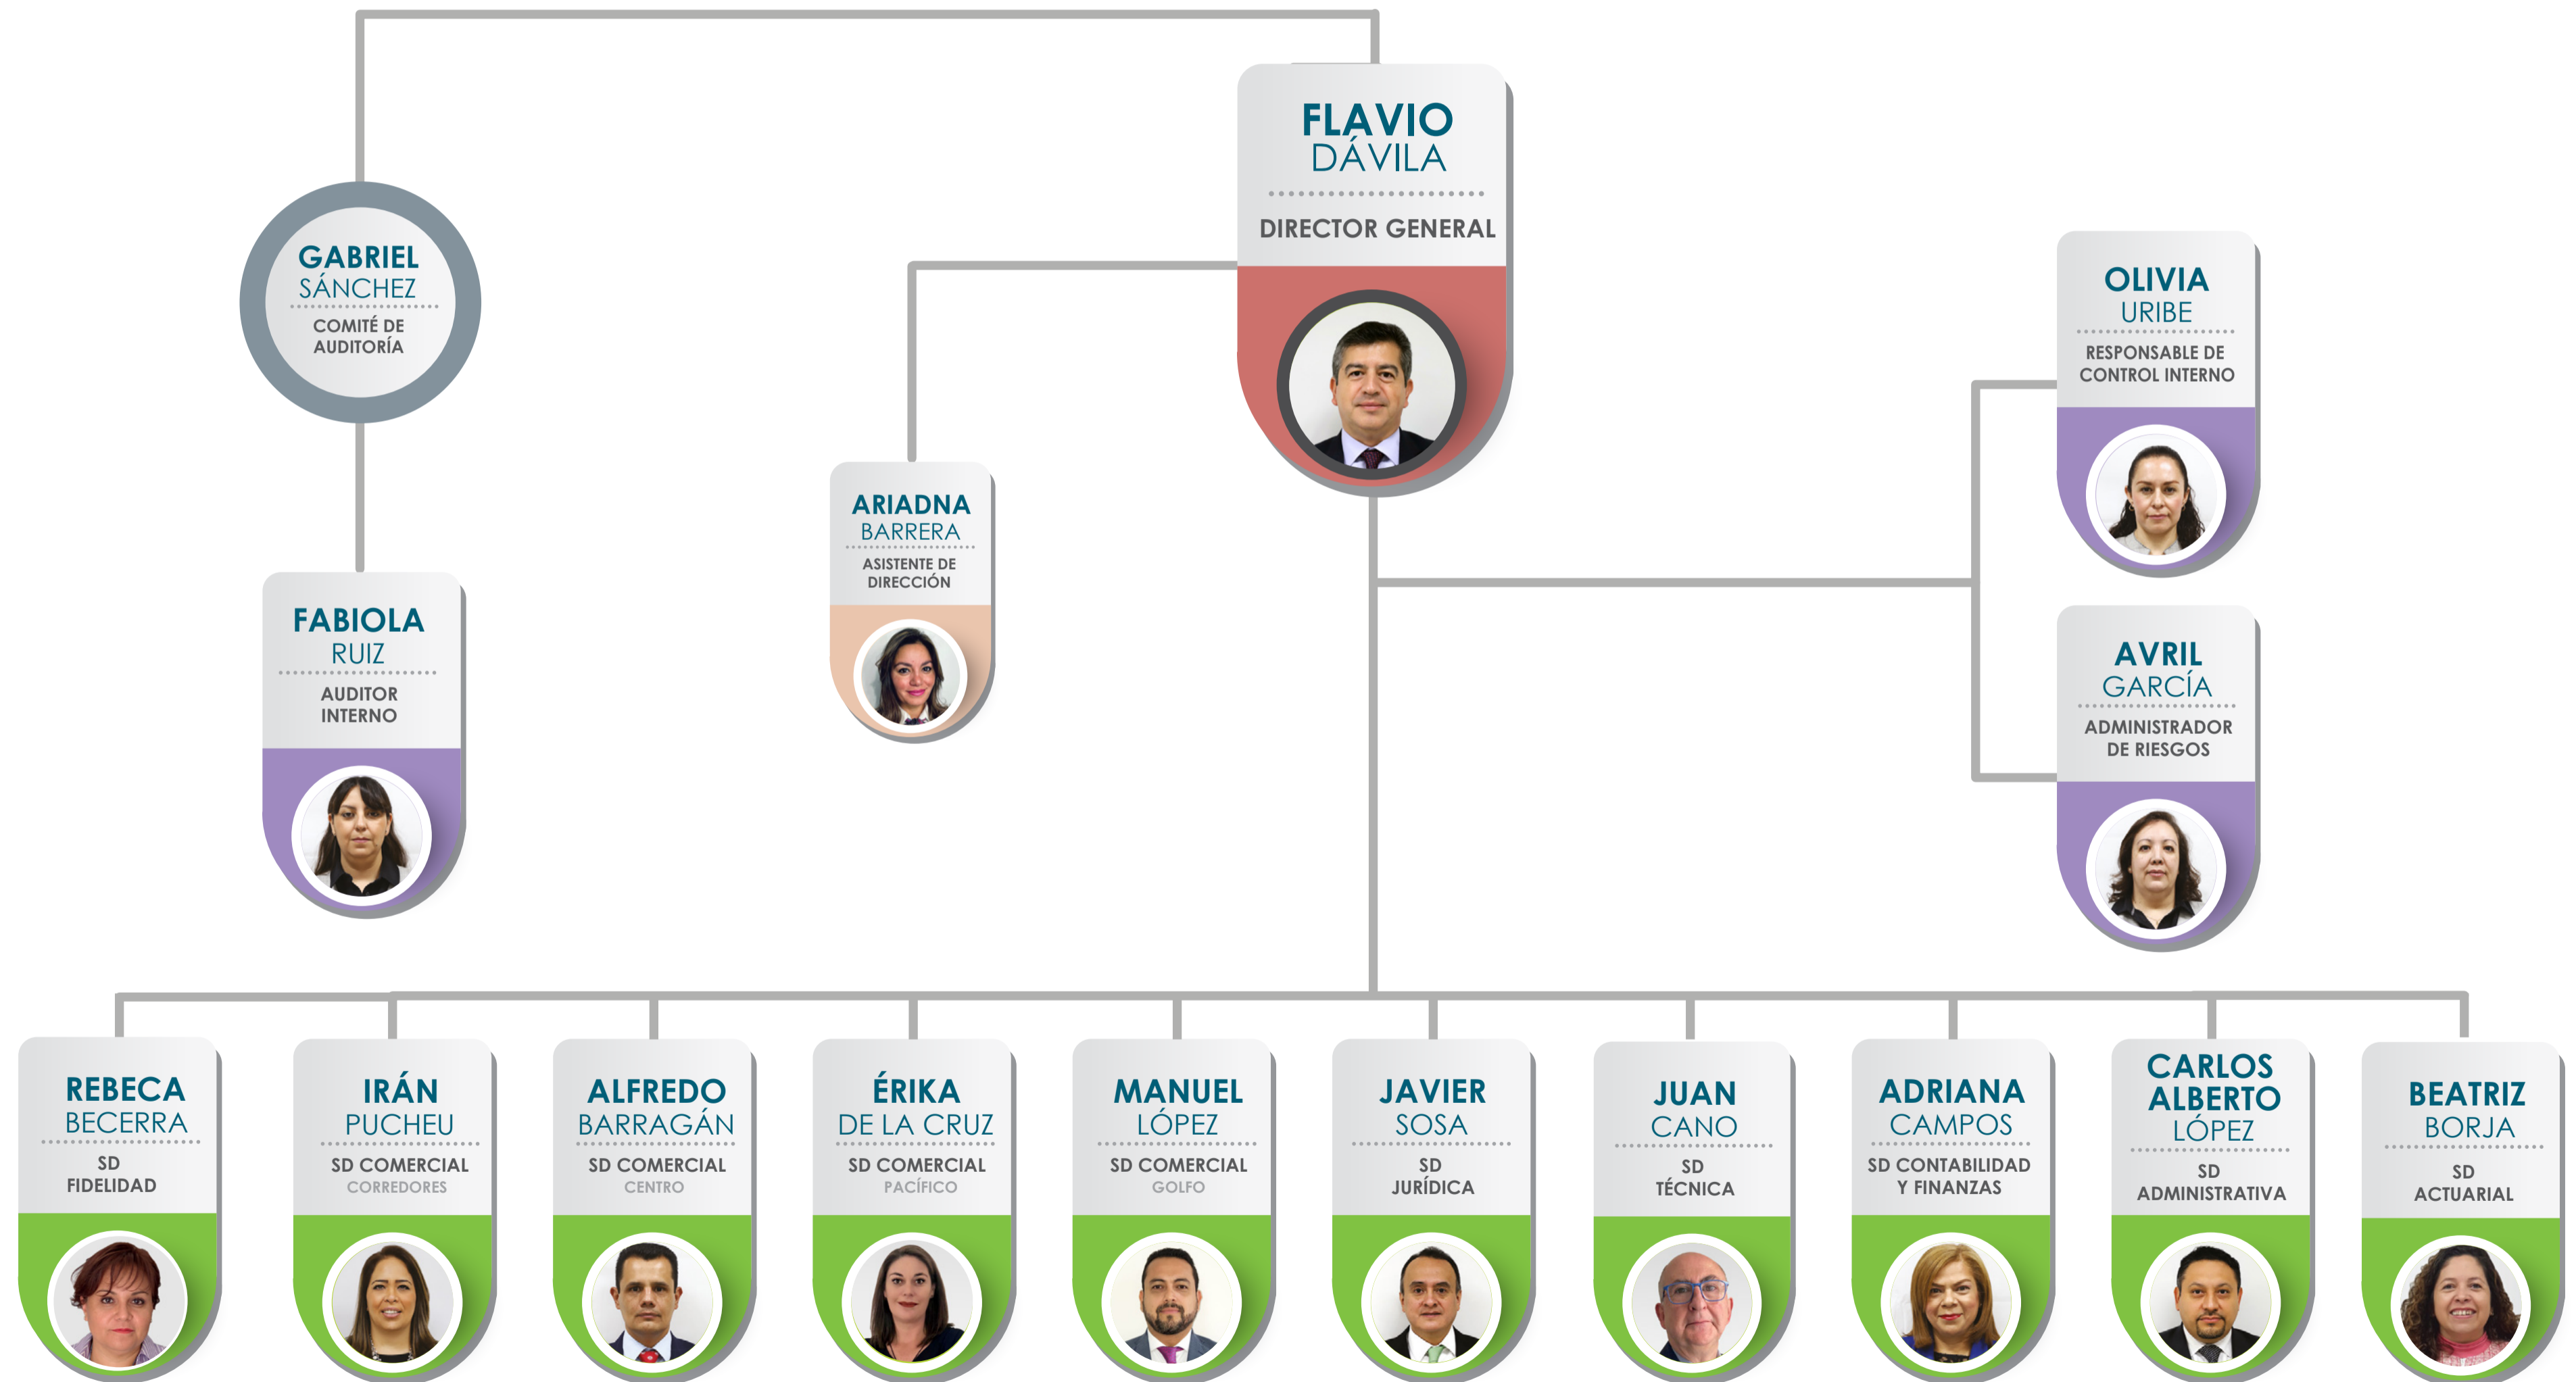 FLAVIO
DÁVILA
DIRECTOR GENERAL
GABRIEL
SÁNCHEZ
COMITÉ DE
AUDITORÍA
OLIVIA
URIBE
RESPONSABLE DE
CONTROL INTERNO
ARIADNA
BARRERA
ASISTENTE DE
DIRECCIÓN
FABIOLA
RUIZ
AUDITOR
INTERNO
AVRIL
GARCÍA
ADMINISTRADOR
DE RIESGOS
REBECA
BECERRA
SD
FIDELIDAD
IRÁN
PUCHEU
SD COMERCIAL
CORREDORES
ALFREDO
BARRAGÁN
SD COMERCIAL
CENTRO
ÉRIKA
DE LA CRUZ
SD COMERCIAL
PACÍFICO
MANUEL
LÓPEZ
SD COMERCIAL
GOLFO
JAVIER
SOSA
SD
JURÍDICA
JUAN
CANO
SD
TÉCNICA
ADRIANA
CAMPOS
SD CONTABILIDAD
Y FINANZAS
CARLOS
ALBERTO
LÓPEZ
SD
ADMINISTRATIVA
BEATRIZ
BORJA
SD
ACTUARIAL